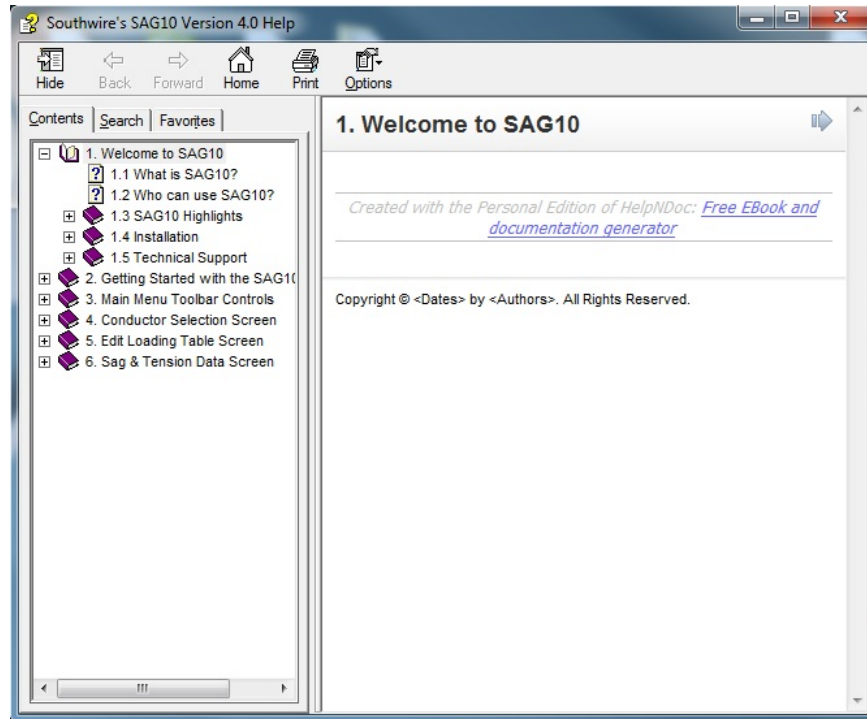 Southwire's SAG10 Version 4.0 Help
Hide Back Forward Home Print Options
Contents Search Favorites
1. Welcome to SAG10
1.1 What is SAG10?
1.2 Who can use SAG10?
1.3 SAG10 Highlights
1.4 Installation
1.5 Technical Support
2. Getting Started with the SAG10
3. Main Menu Toolbar Controls
4. Conductor Selection Screen
5. Edit Loading Table Screen
6. Sag & Tension Data Screen
1. Welcome to SAG10
Created with the Personal Edition of HelpNDoc: Free EBook and
documentation generator
Copyright © <Dates> by <Authors>. All Rights Reserved.